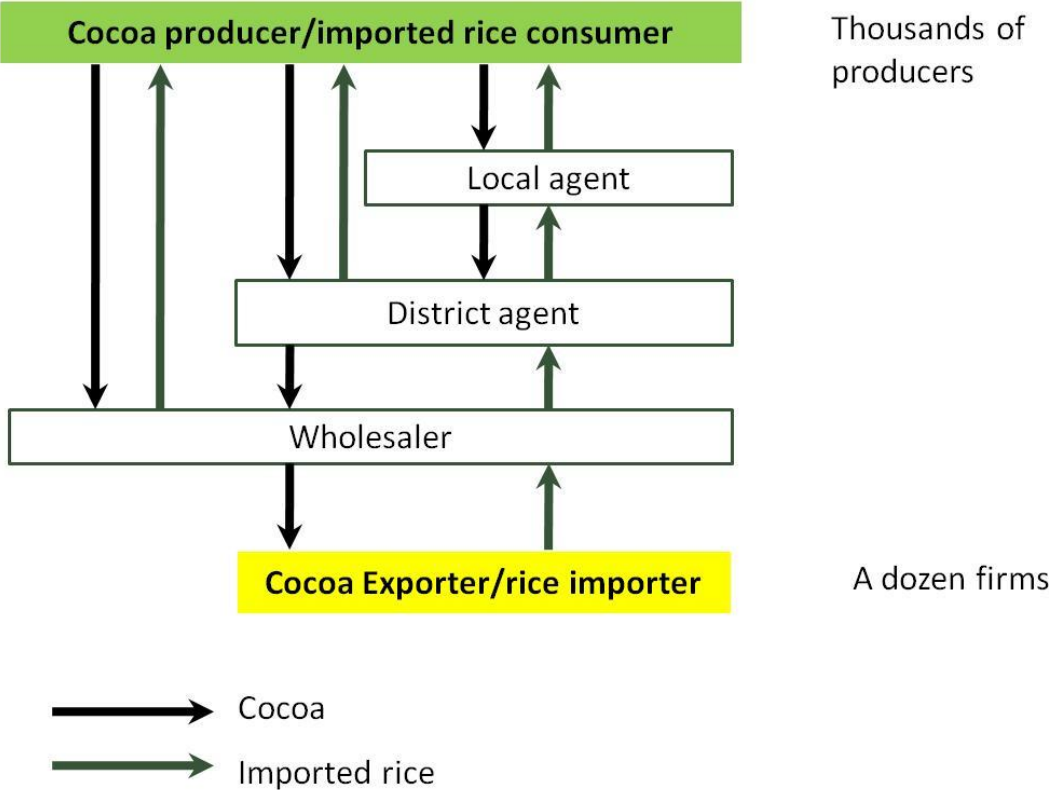 Cocoa producer/imported rice consumer
Thousands of
producers
Local agent
District agent
Wholesaler
Cocoa Exporter/rice importer
A dozen firms
Cocoa
Imported rice